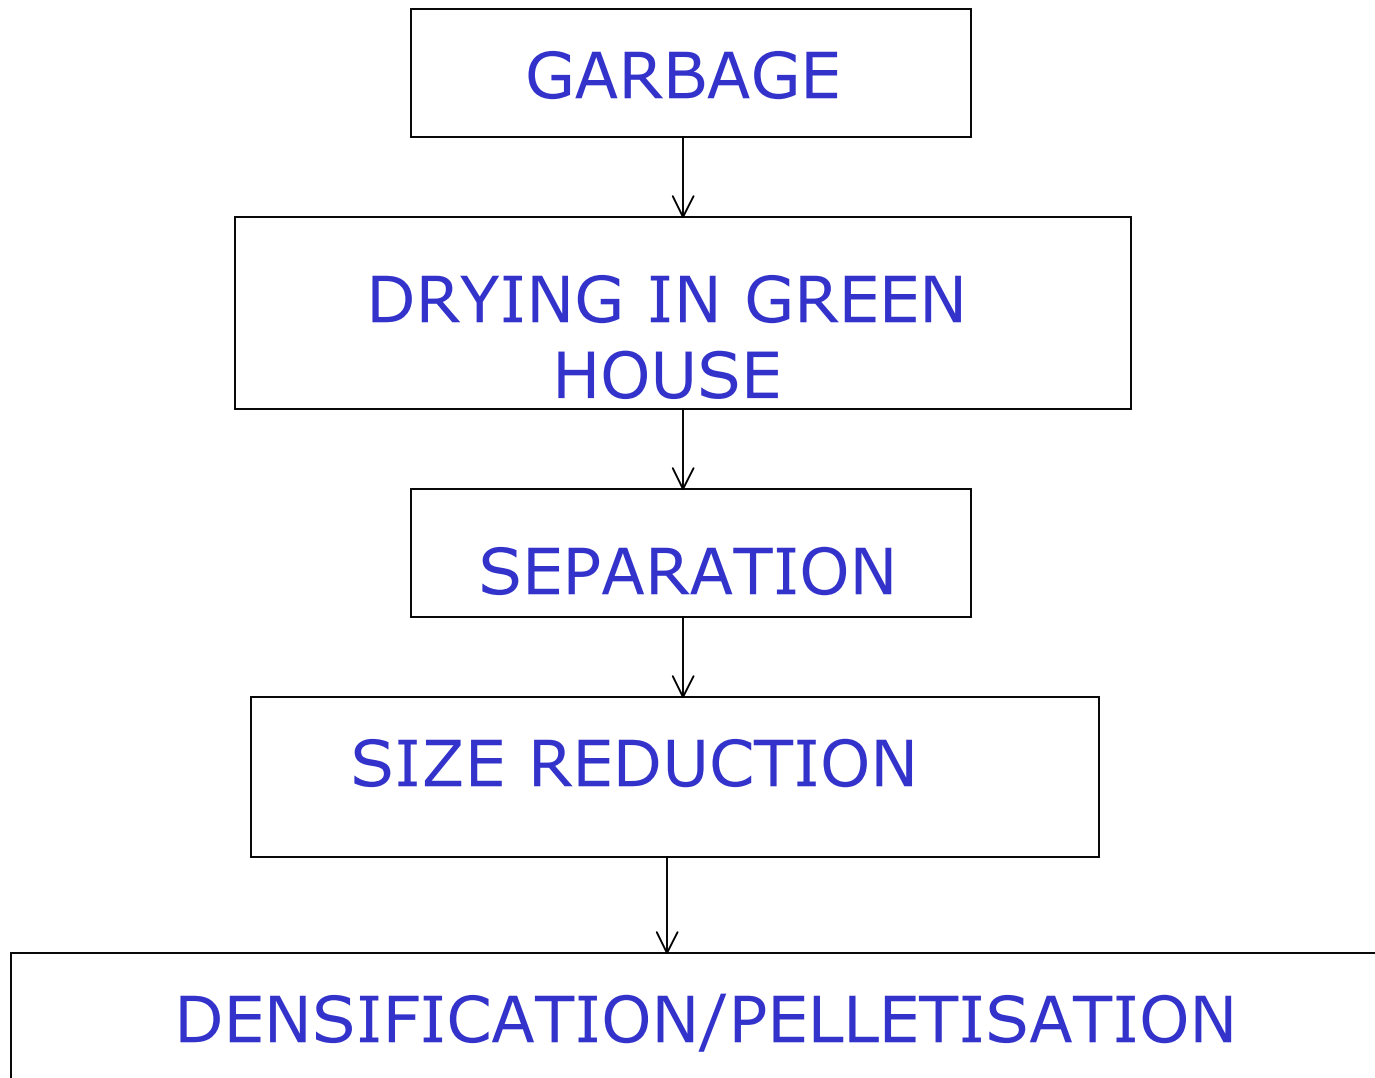 GARBAGE
DRYING IN GREEN
HOUSE
SEPARATION
SIZE REDUCTION
DENSIFICATION/PELLETISATION